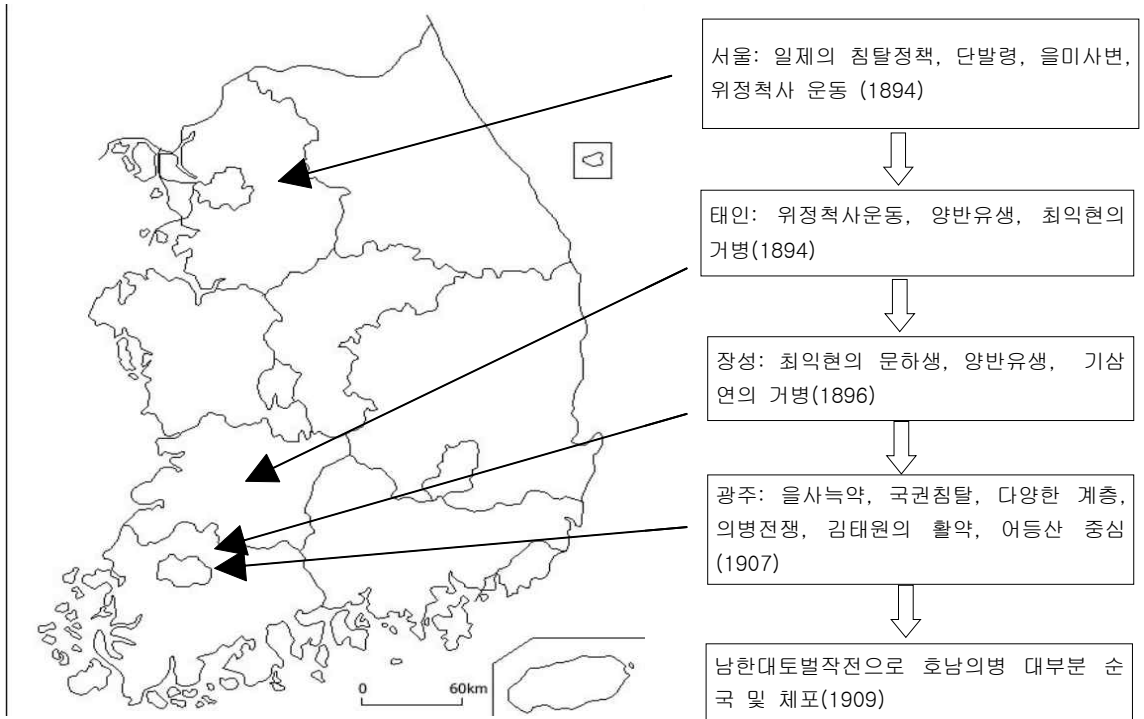 서울: 일제의 침탈정책, 단발령, 을미사변,
위정척사 운동 (1894)
태인: 위정척사운동, 양반유생, 최익현의
거병(1894)
장성: 최익현의 문하생, 양반유생, 기삼
연의 거병(1896)
광주: 을사늑약, 국권침탈, 다양한 계층,
의병전쟁, 김태원의 활약, 어등산 중심
(1907)
남한대토벌작전으로 호남의병 대부분 순
국 및 체포(1909)
0 60km